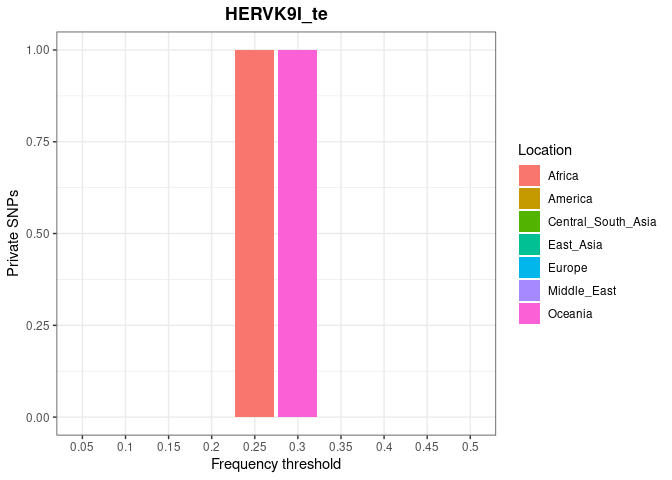 HERVK9I_te
1.00
0.75
0.50
0.25
0.00
Private SNPs
0.05 0.1 0.15 0.2 0.25 0.3 0.35 0.4 0.45 0.5
Frequency threshold
Location
Africa
America
Central_South_Asia
East_Asia
Europe
Middle_East
Oceania